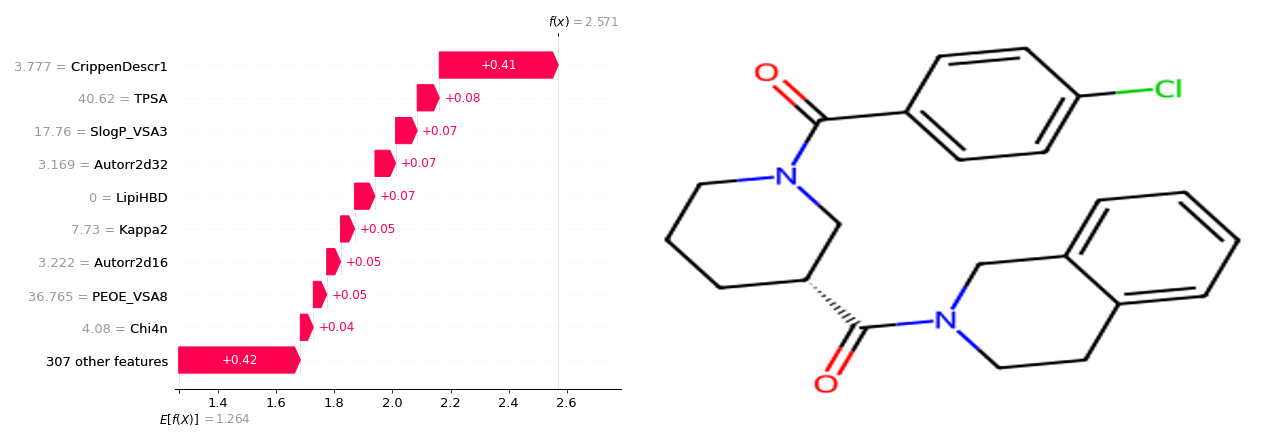 f(x) = 2.571
3.777 = CrippenDescr1
+0.41
40.62 = TPSA
+0.08
17.76 = SlogP_VSA3
+0.07
3.169 = Autorr2d32
+0.07
0 = LipiHBD
+0.07
7.73 = Kappa2
+0.05
3.222 = Autorr2d16
+0.05
36.765 = PEOE_VSA8
+0.05
4.08 = Chi4n
+0.04
307 other features
+0.42
1.4 1.6 1.8 2.0 2.2 2.4 2.6
E[f(X)] = 1.264
O
Cl
N
N
O